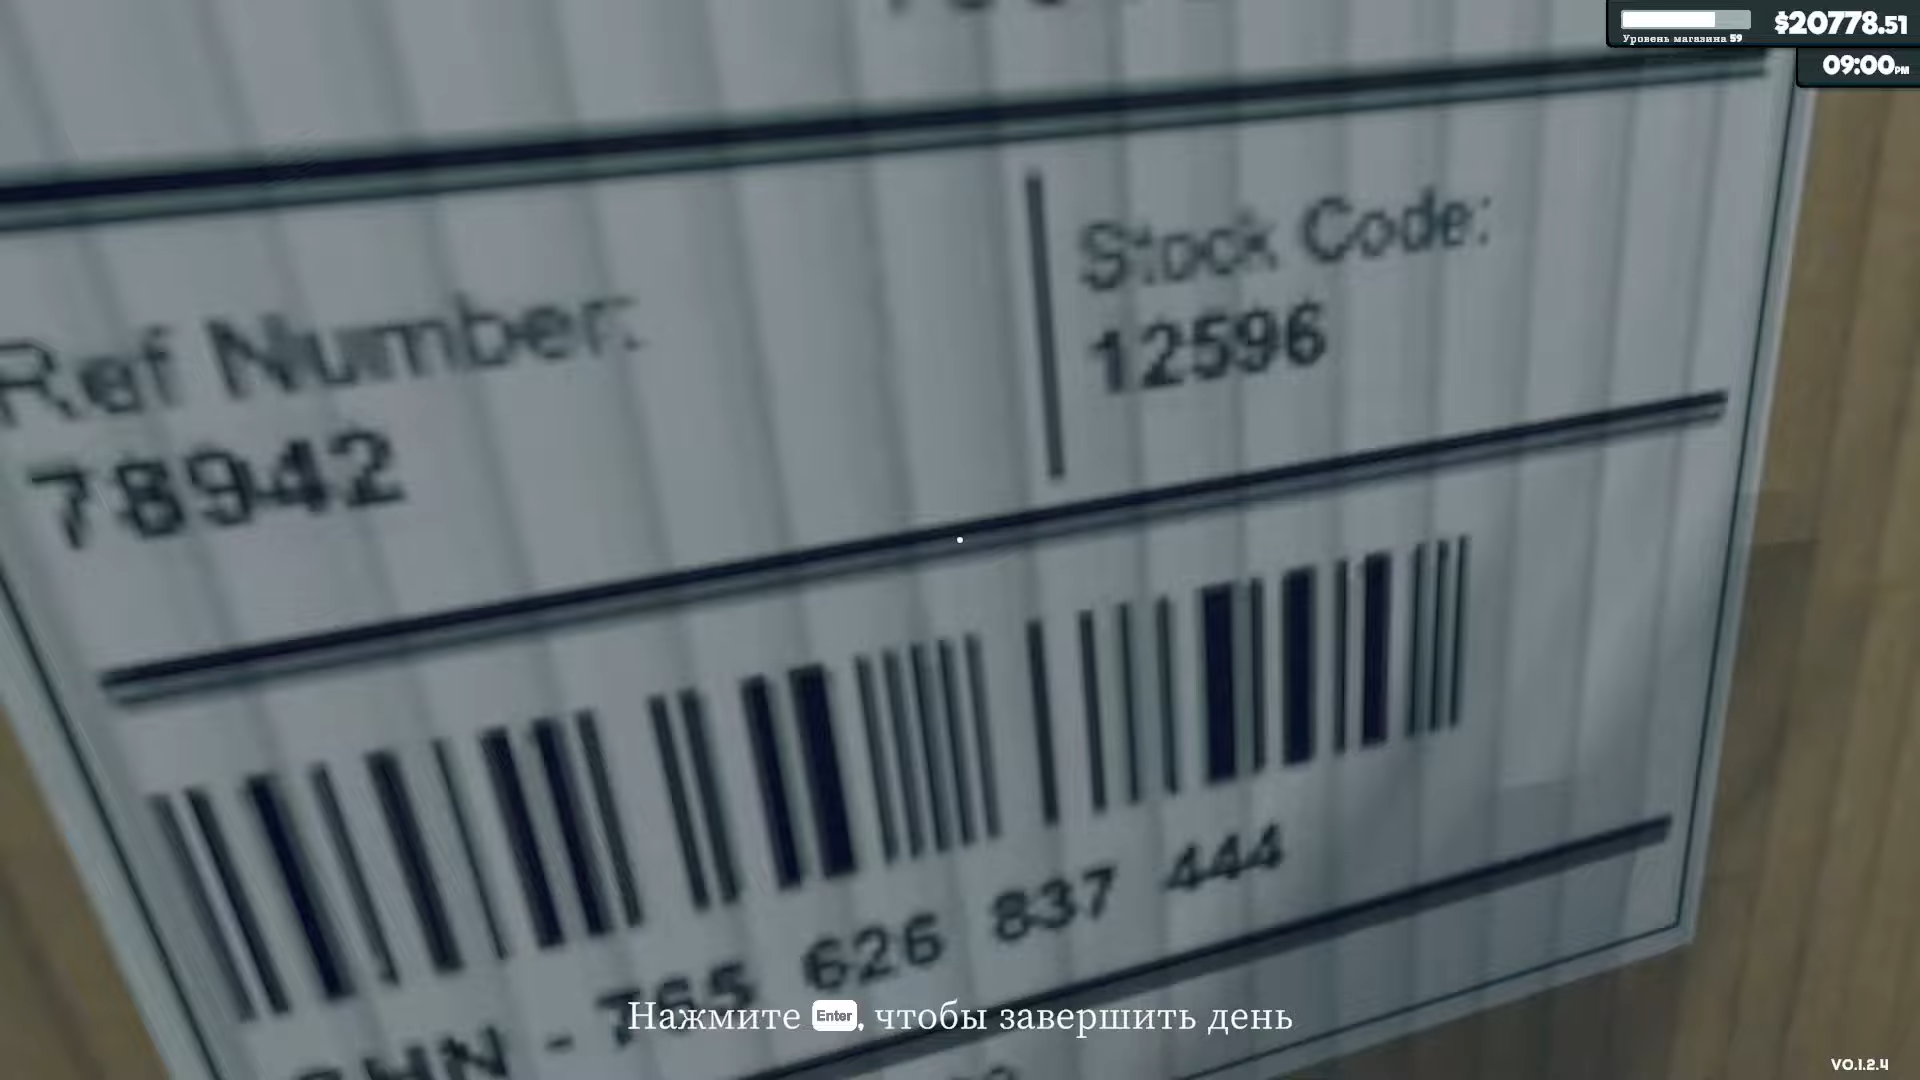 $20778.51
Уровень магазина 59
09:00PM
Stock Code:
12596
Ref Number:
78942
765 626 837 444
Нажмите Enter, чтобы завершить день
V0.1.2.4